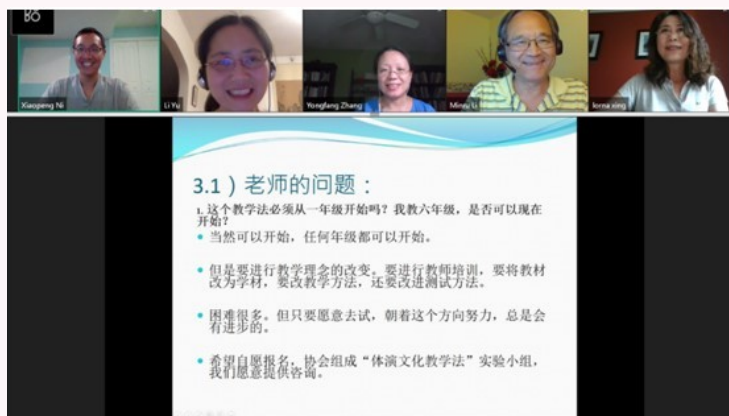 Xiaopeng Ni
Li Yu
Yongfang Zhang
Minru Li
lorna xing
3.1）老师的问题：
1. 这个教学法必须从一年级开始吗？我教六年级，是否可以现在
开始？
• 当然可以开始，任何年级都可以开始。
• 但是要进行教学理念的改变。要进行教师培训，要将教材
改为学材，要改教学方法，还要改进测试方法。
• 困难很多。但只要愿意去试，朝着这个方向努力，总是会
有进步的。
• 希望自愿报名，协会组成“体演文化教学法”实验小组，
我们愿意提供咨询。